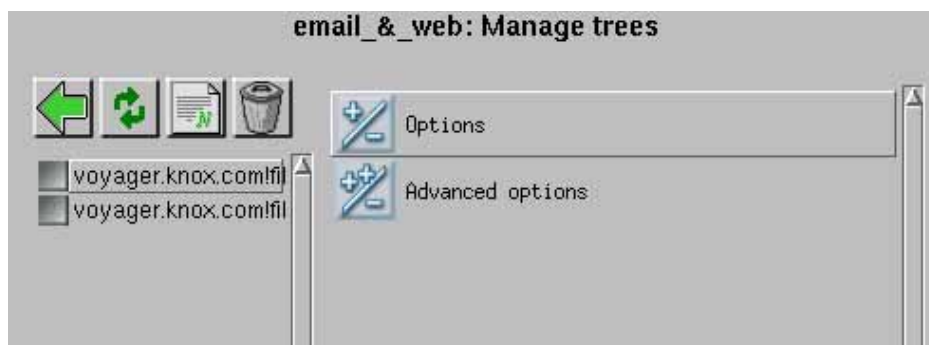 email_&_web: Manage trees
Options
voyager.knox.com!fil
Advanced options
voyager.knox.com!fil